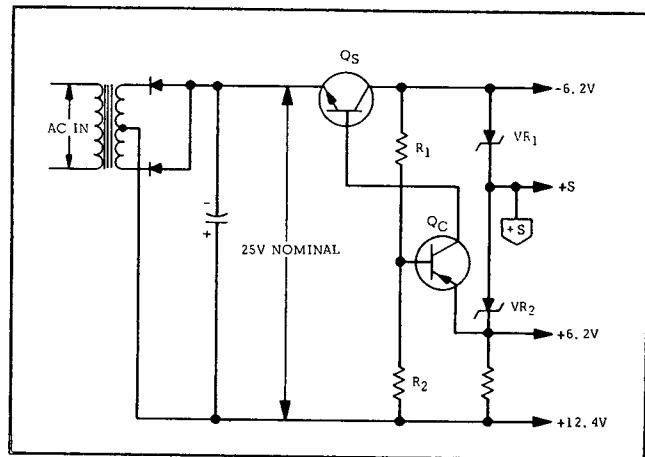 QS
-6.2V
AC IN
R1
VR1
+S
+S
QC
-
+
25V NOMINAL
VR2
+6.2V
R2
+12.4V